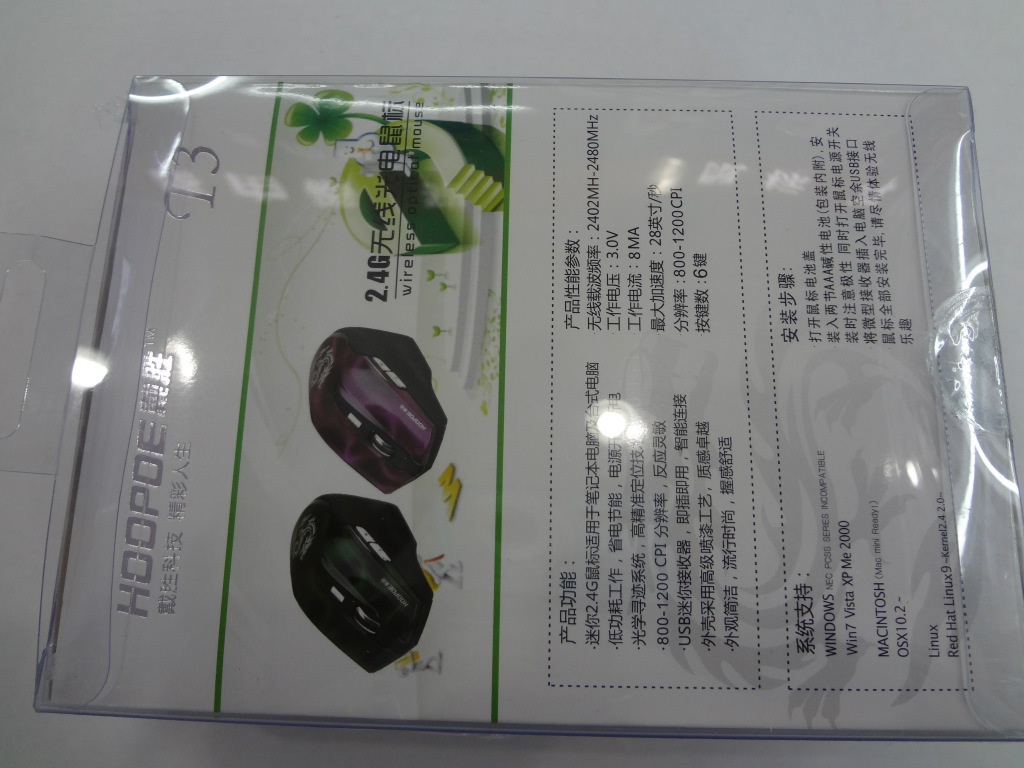 HOOPOE 戴胜™
戴胜科技 精彩人生
T3
2.4G无线光电鼠标
wireless optical mouse
产品功能：
·迷你2.4G鼠标适用于笔记本电脑及台式电脑
·低功耗工作，省电节能，电源
·光学寻迹系统，高精准定位技
·800-1200 CPI 分辨率，反应灵敏
·USB迷你接收器，即插即用，智能连接
·外壳采用高级喷漆工艺，质感卓越
·外观简洁，流行时尚，握感舒适
产品性能参数：
无线载波频率：2402MH-2480MHz
工作电压：3.0V
工作电流：8MA
最大加速度：28英寸/秒
分辨率：800-1200CPI
按键数：6键
系统支持：
WINDOWS (NEC PC98 SERIES INCOMPATIBLE
Win7 Vista XP Me 2000
MACINTOSH (Mac mini Ready!)
OSX10.2~
Linux
Red Hat Linux9~Kernel2.4 2.0~
安装步骤：
打开鼠标电池盖
装入两节AAA碱性电池(包装内附)，安
装时注意极性 同时打开鼠标电源开关
将微型接收器插入电脑空余USB接口
鼠标全部安装完毕，请尽情体验无线
乐趣